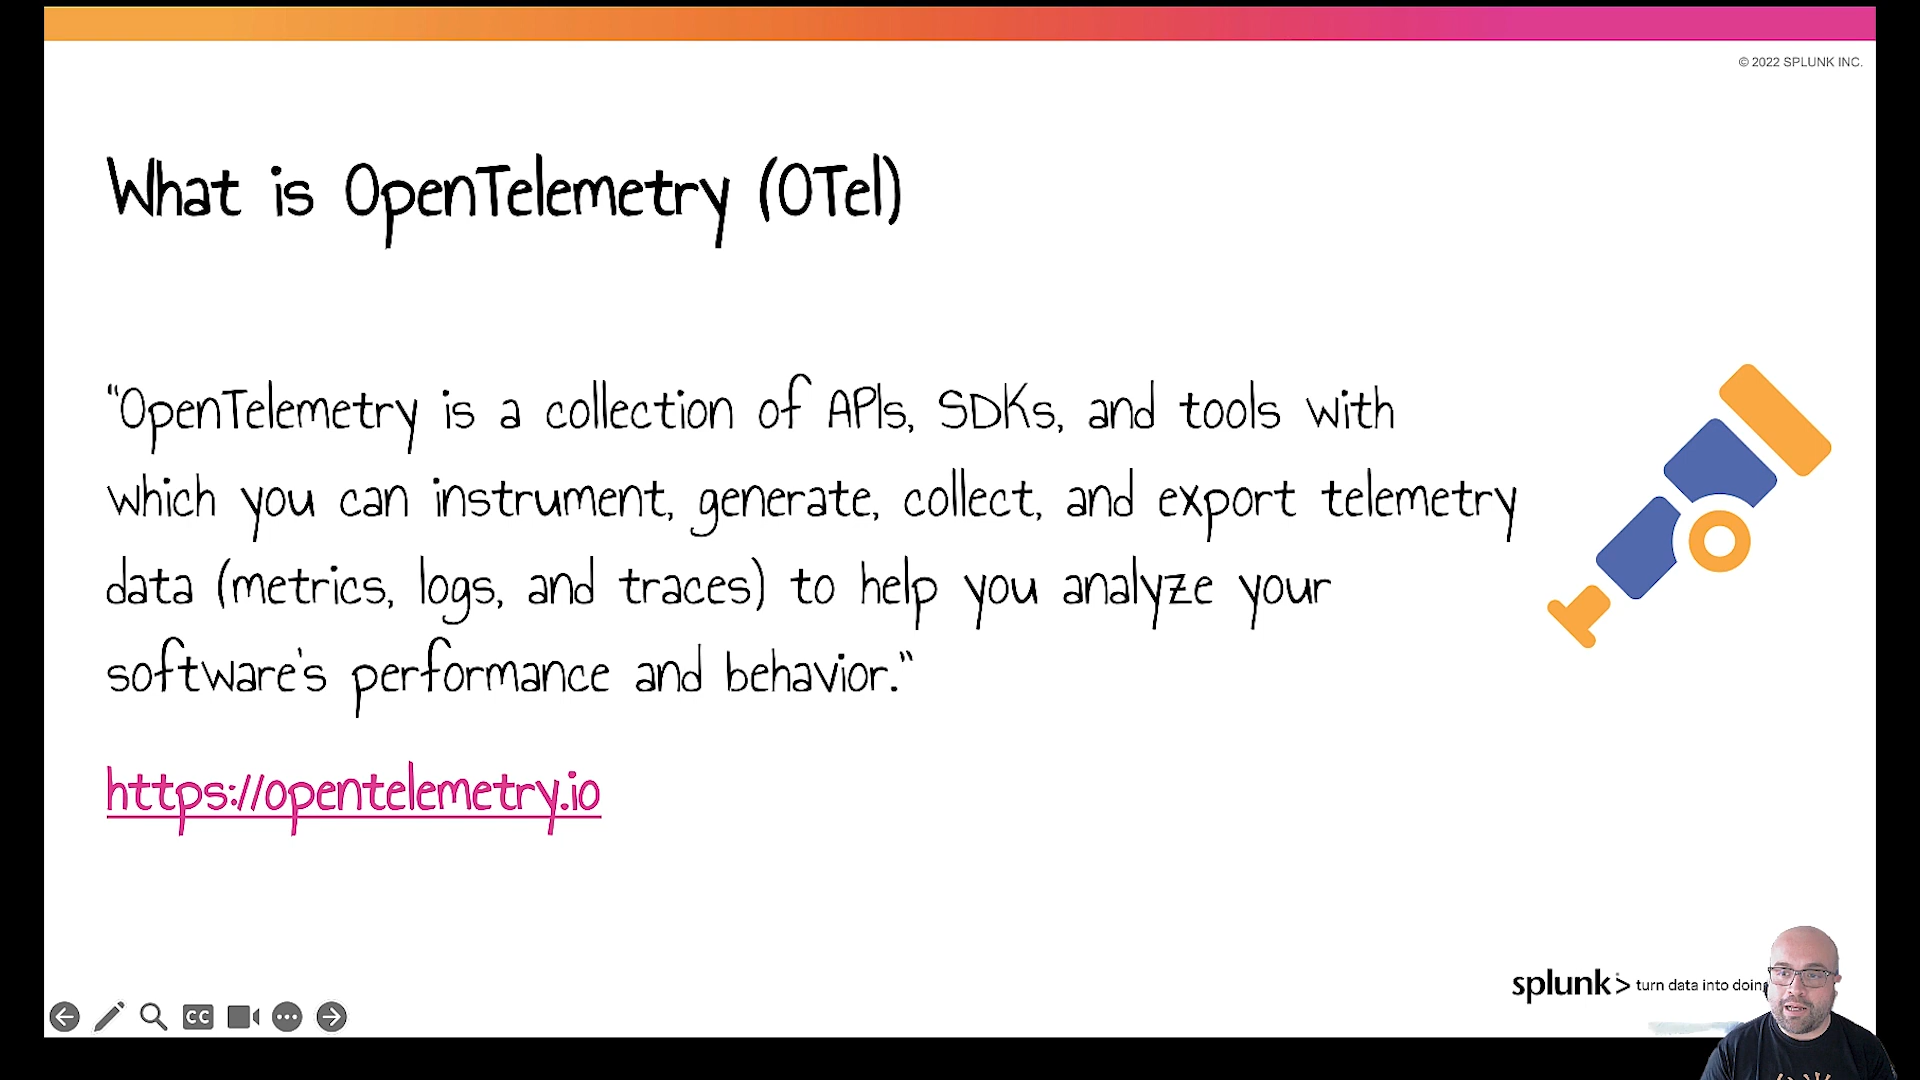 © 2022 SPLUNK INC.
What is OpenTelemetry (OTel)
"OpenTelemetry is a collection of APIs, SDKs, and tools with
which you can instrument, generate, collect, and export telemetry
data (metrics, logs, and traces) to help you analyze your
software's performance and behavior."
https://opentelemetry.io
splunk> turn data into doin
CC